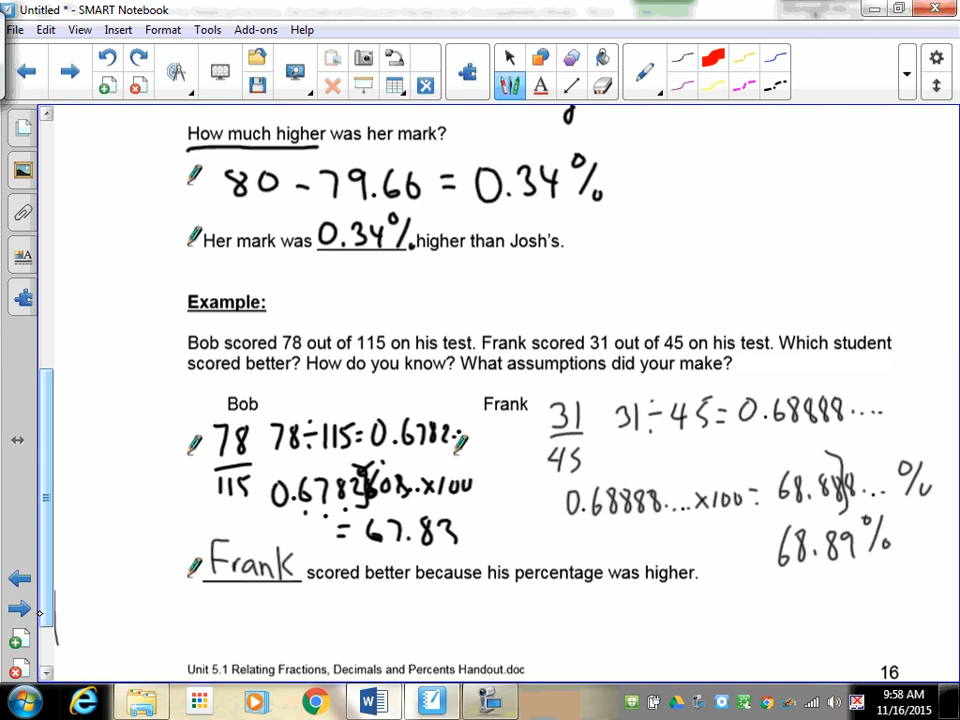 Untitled * - SMART Notebook
File Edit View Insert Format Tools Add-ons Help
How much higher was her mark?
80 - 79.66 = 0.34%
Her mark was 0.34% higher than Josh's.
Example:
Bob scored 78 out of 115 on his test. Frank scored 31 out of 45 on his test. Which student
scored better? How do you know? What assumptions did your make?
Bob Frank
78 78÷115=0.6782 31 31÷45=0.68888....
115 45
x100 0.68888....x100= 68.888... %
= 67.83 68.89%
Frank scored better because his percentage was higher.
Unit 5.1 Relating Fractions, Decimals and Percents Handout.doc 16
9:58 AM
11/16/2015